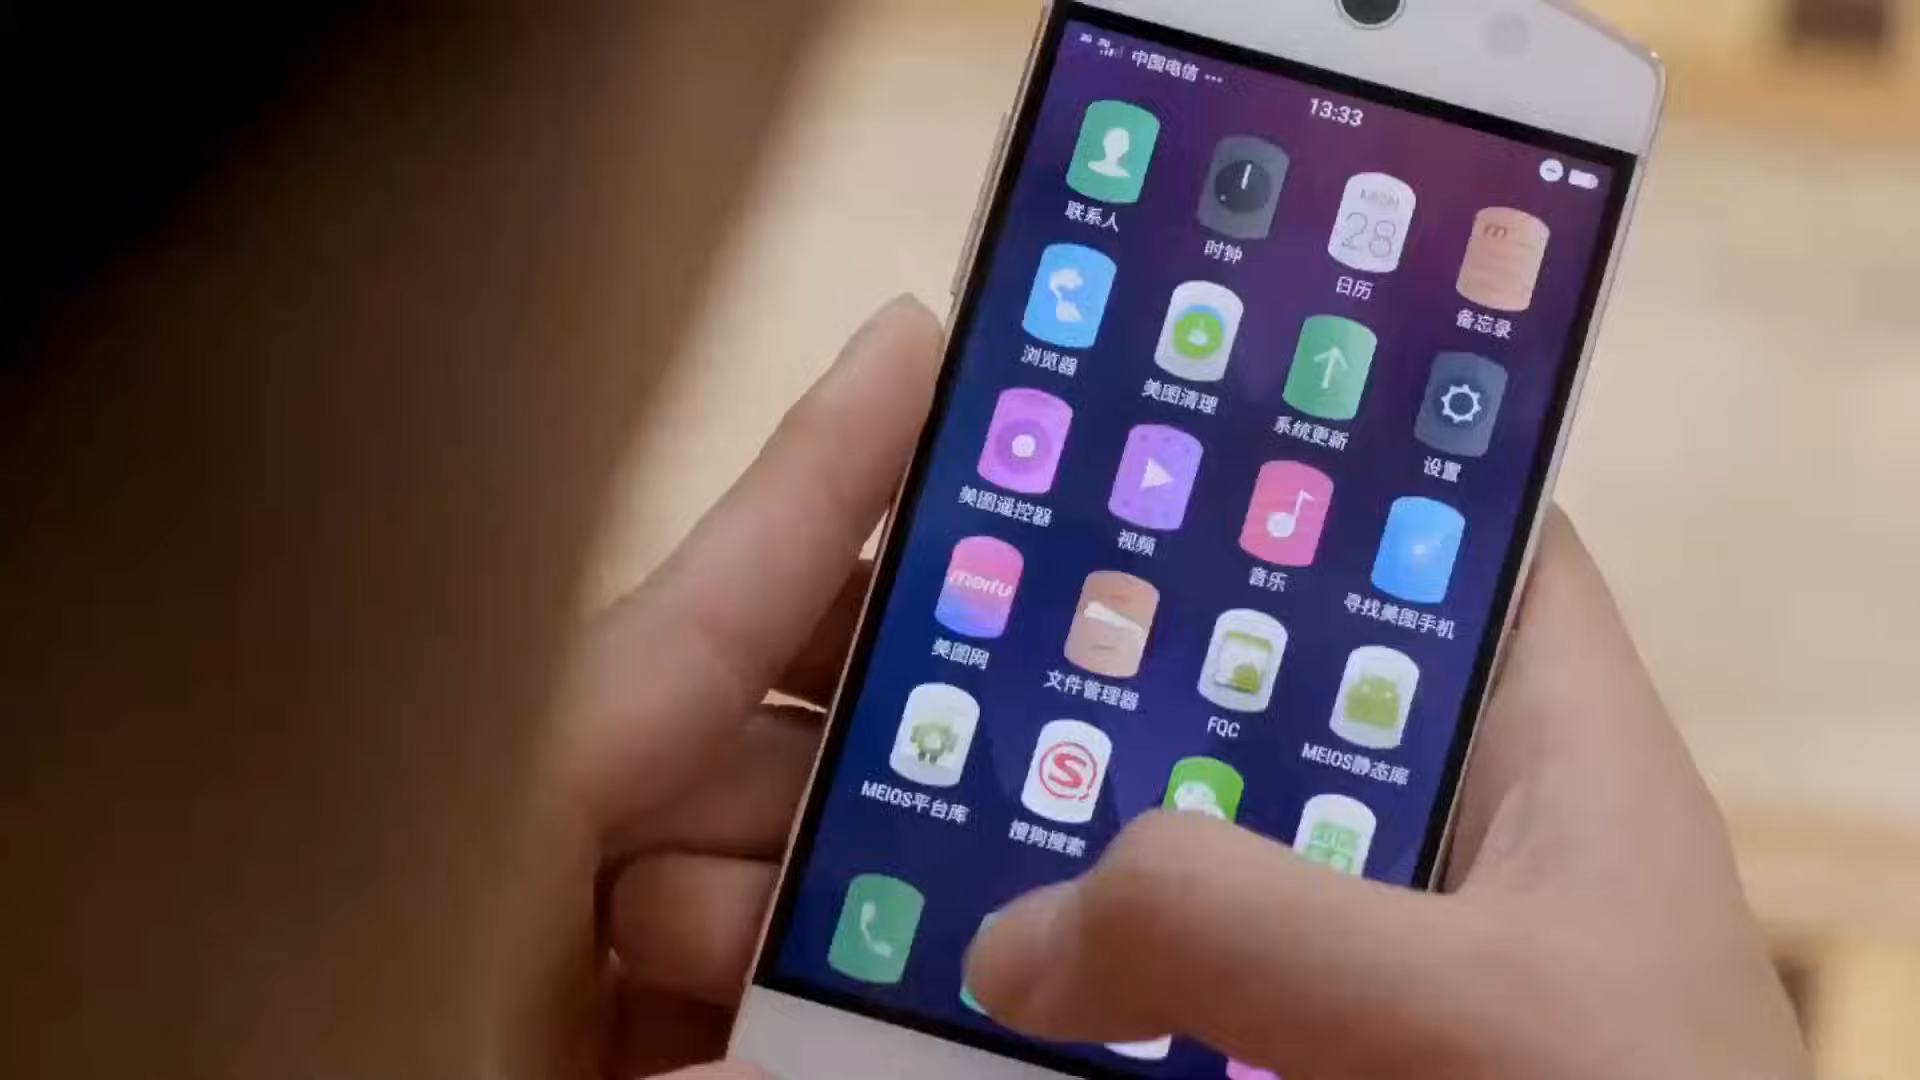 中国电信 ...
13:33
联系人
时钟
28
日历
m
备忘录
浏览器
美图清理
系统更新
设置
美图遥控器
视频
音乐
寻找美图手机
meitu
美图网
文件管理器
FQC
MEIOS静态库
MEIOS平台库
S
搜狗搜索